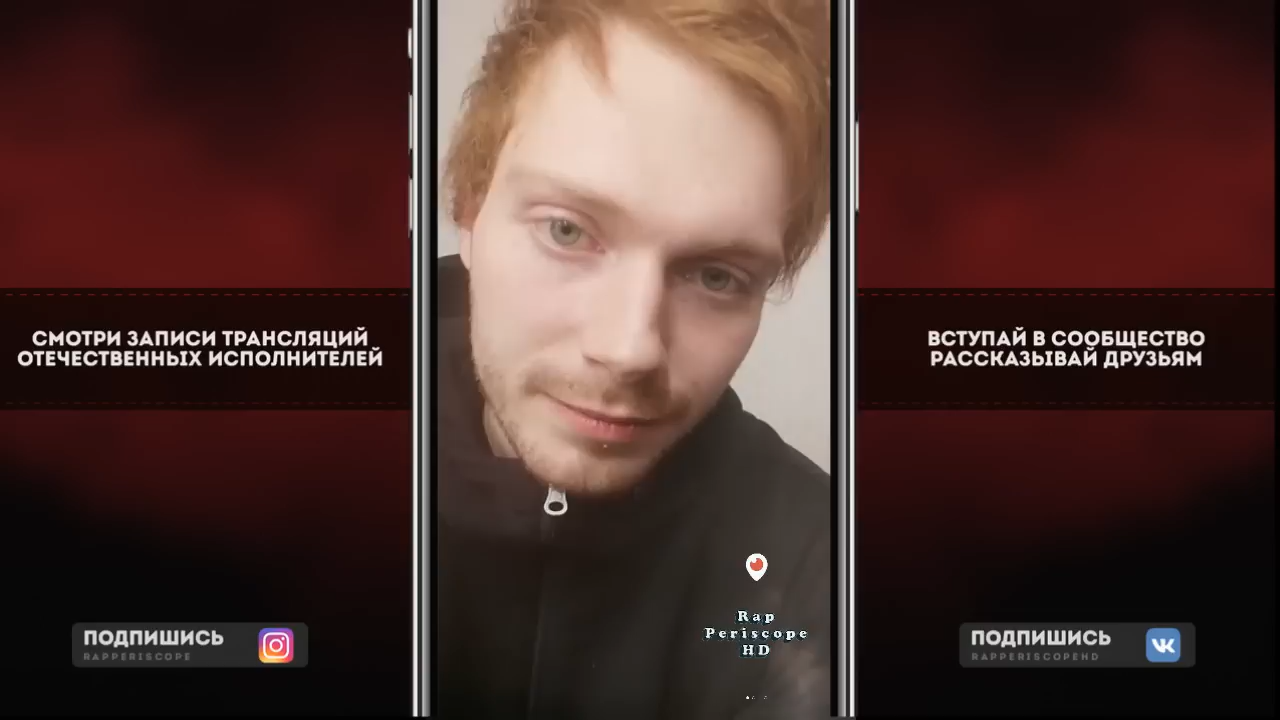 СМОТРИ ЗАПИСИ ТРАНСЛЯЦИЙ
ОТЕЧЕСТВЕННЫХ ИСПОЛНИТЕЛЕЙ
ВСТУПАЙ В СООБЩЕСТВО
РАССКАЗЫВАЙ ДРУЗЬЯМ
Rap
Periscope
HD
ПОДПИШИСЬ
RAPPERISCOPE
ПОДПИШИСЬ
RAPPERISCOPEHD